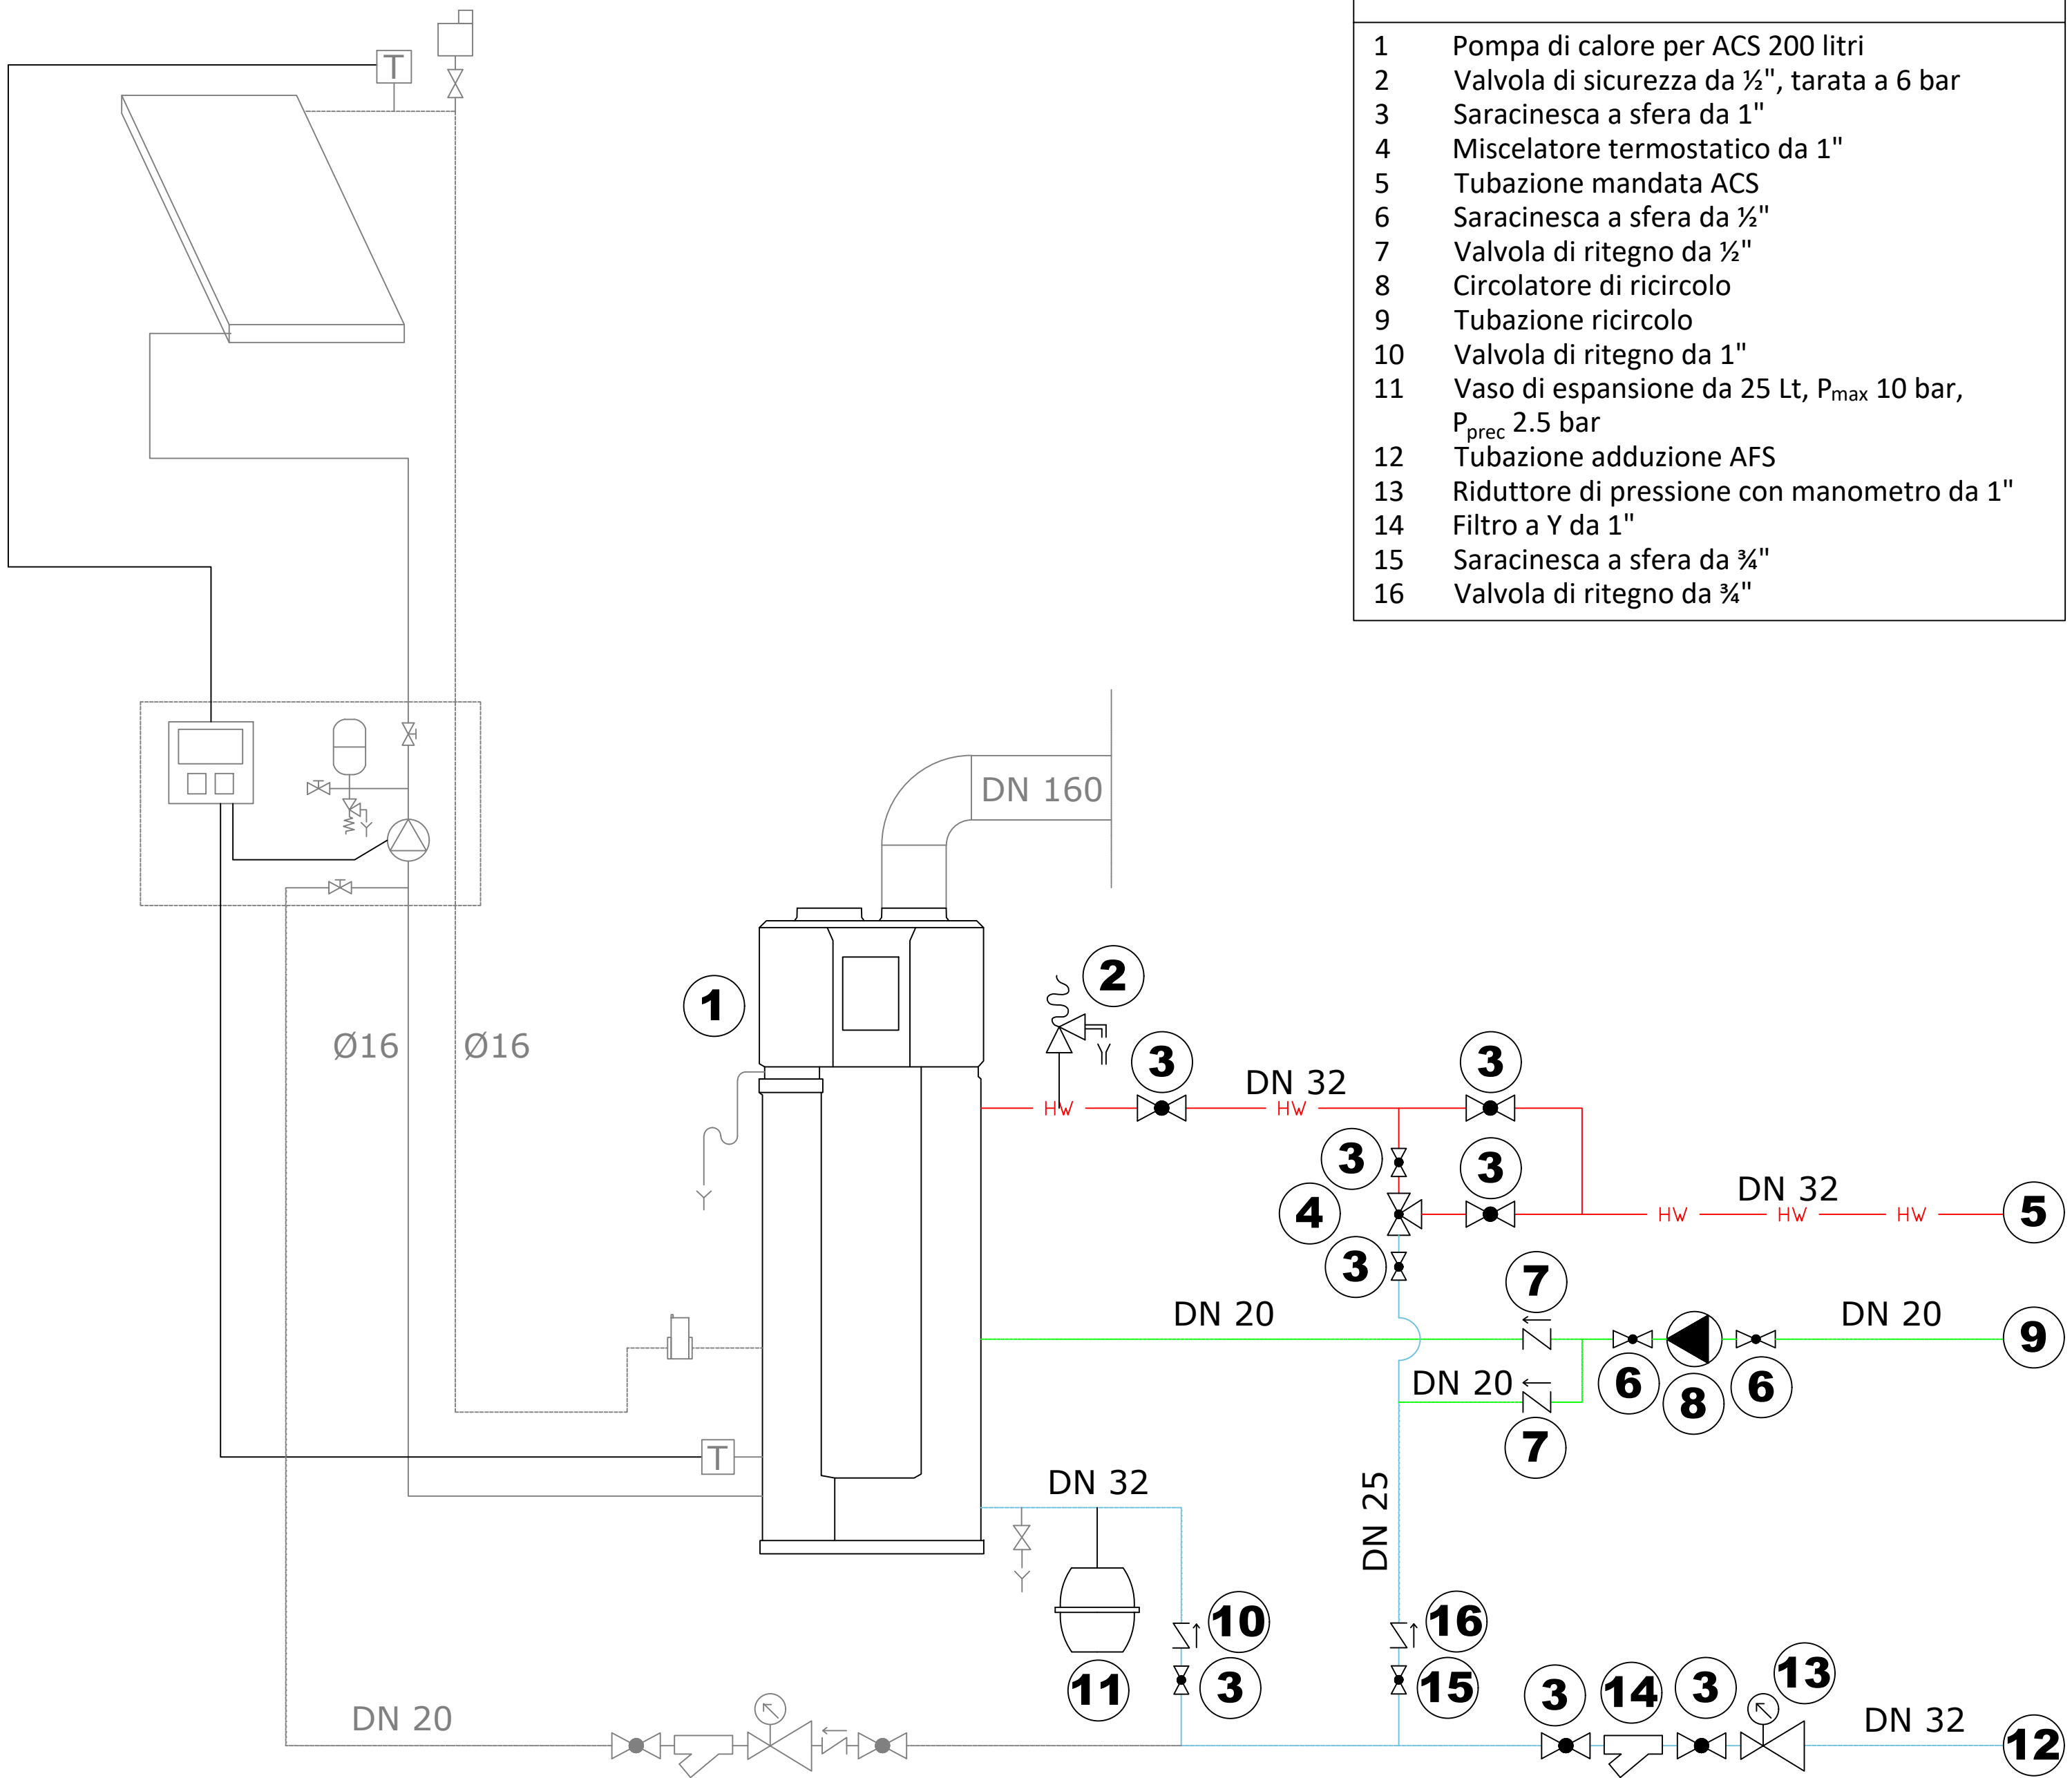 1 Pompa di calore per ACS 200 litri
2 Valvola di sicurezza da ½", tarata a 6 bar
3 Saracinesca a sfera da 1"
4 Miscelatore termostatico da 1"
5 Tubazione mandata ACS
6 Saracinesca a sfera da ½"
7 Valvola di ritegno da ½"
8 Circolatore di ricircolo
9 Tubazione ricircolo
10 Valvola di ritegno da 1"
11 Vaso di espansione da 25 Lt, Pmax 10 bar,
Pprec 2.5 bar
12 Tubazione adduzione AFS
13 Riduttore di pressione con manometro da 1"
14 Filtro a Y da 1"
15 Saracinesca a sfera da ¾"
16 Valvola di ritegno da ¾"
T
DN 160
1
2
Ø16 Ø16
3
3
DN 32
HW HW
3
3
4
DN 32
HW HW HW
5
3
7
DN 20
DN 20
9
6
8
6
DN 20
7
T
DN 32
DN 25
10
16
11
3
15
3
14
3
13
DN 20
DN 32
12